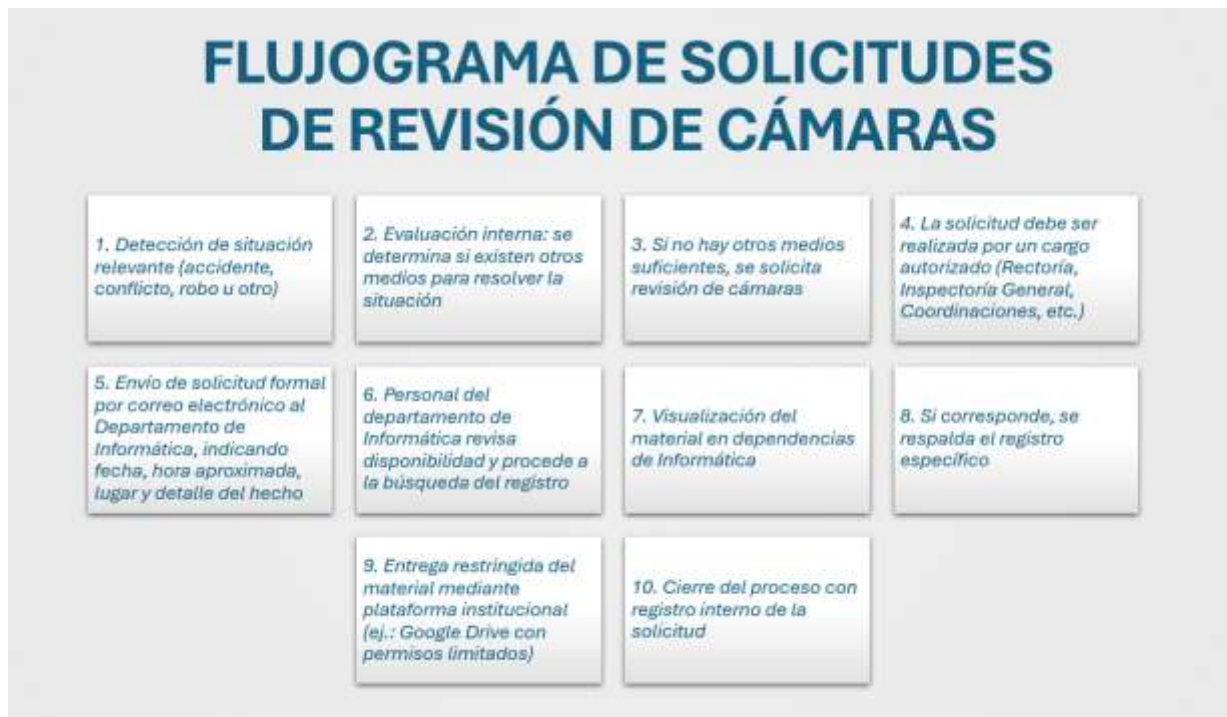 FLUJOGRAMA DE SOLICITUDES
DE REVISIÓN DE CÁMARAS
1. Detección de situación
relevante (accidente,
conflicto, robo u otro)
2. Evaluación interna: se
determina si existen otros
medios para resolver la
situación
3. Si no hay otros medios
suficientes, se solicita
revisión de cámaras
4. La solicitud debe ser
realizada por un cargo
autorizado (Rectoría,
Inspectoría General,
Coordinaciones, etc.)
5. Envío de solicitud formal
por correo electrónico al
Departamento de
Informática, indicando
fecha, hora aproximada,
lugar y detalle del hecho
6. Personal del
departamento de
Informática revisa
disponibilidad y procede a
la búsqueda del registro
7. Visualización del
material en dependencias
de Informática
8. Si corresponde, se
respalda el registro
específico
9. Entrega restringida del
material mediante
plataforma institucional
(ej.: Google Drive con
permisos limitados)
10. Cierre del proceso con
registro interno de la
solicitud